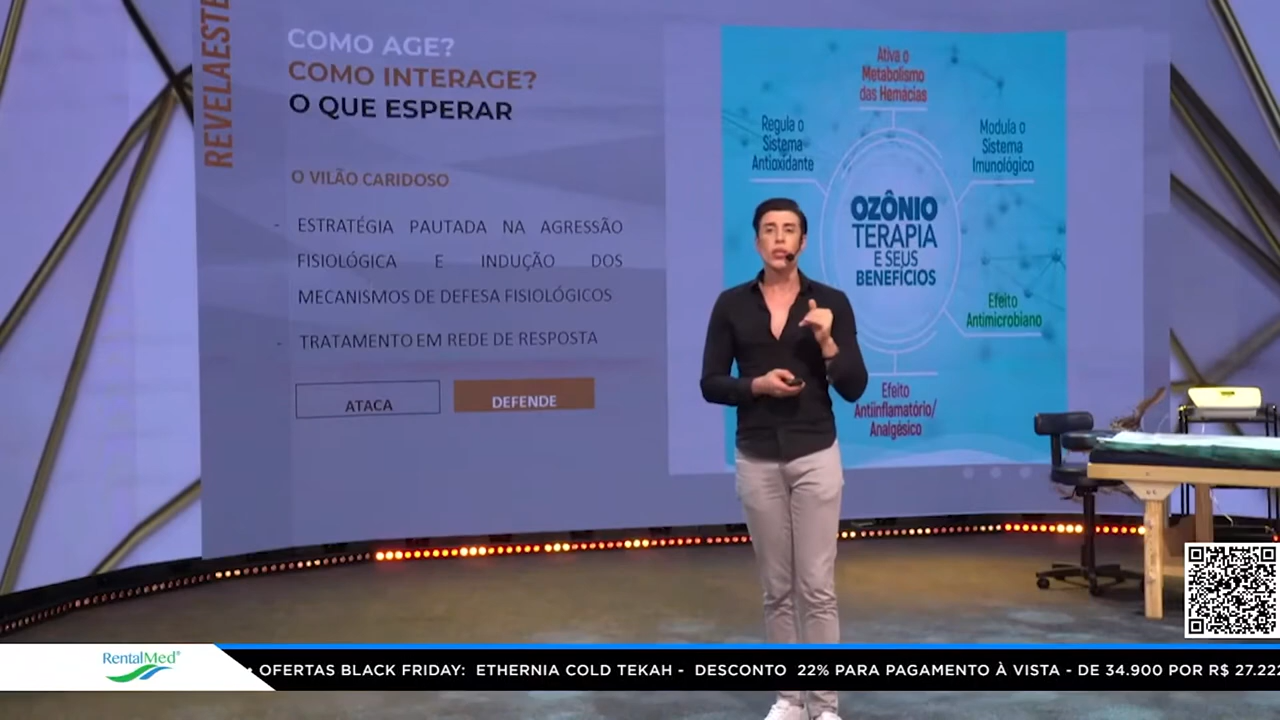 REVELAESTE
COMO AGE?
COMO INTERAGE?
O QUE ESPERAR
O VILÃO CARIDOSO
- ESTRATÉGIA PAUTADA NA AGRESSÃO
FISIOLÓGICA E INDUÇÃO DOS
MECANISMOS DE DEFESA FISIOLÓGICOS
- TRATAMENTO EM REDE DE RESPOSTA
ATACA
DEFENDE
Ativa o
Metabolismo
das Hemácias
Regula o
Sistema
Antioxidante
Modula o
Sistema
Imunológico
OZÔNIO
TERAPIA
E SEUS
BENEFÍCIOS
Efeito
Antimicrobiano
Efeito
Antiinflamatório/
Analgésico
RentalMed®
• OFERTAS BLACK FRIDAY: ETHERNIA COLD TEKAH - DESCONTO 22% PARA PAGAMENTO À VISTA - DE 34.900 POR R$ 27.222